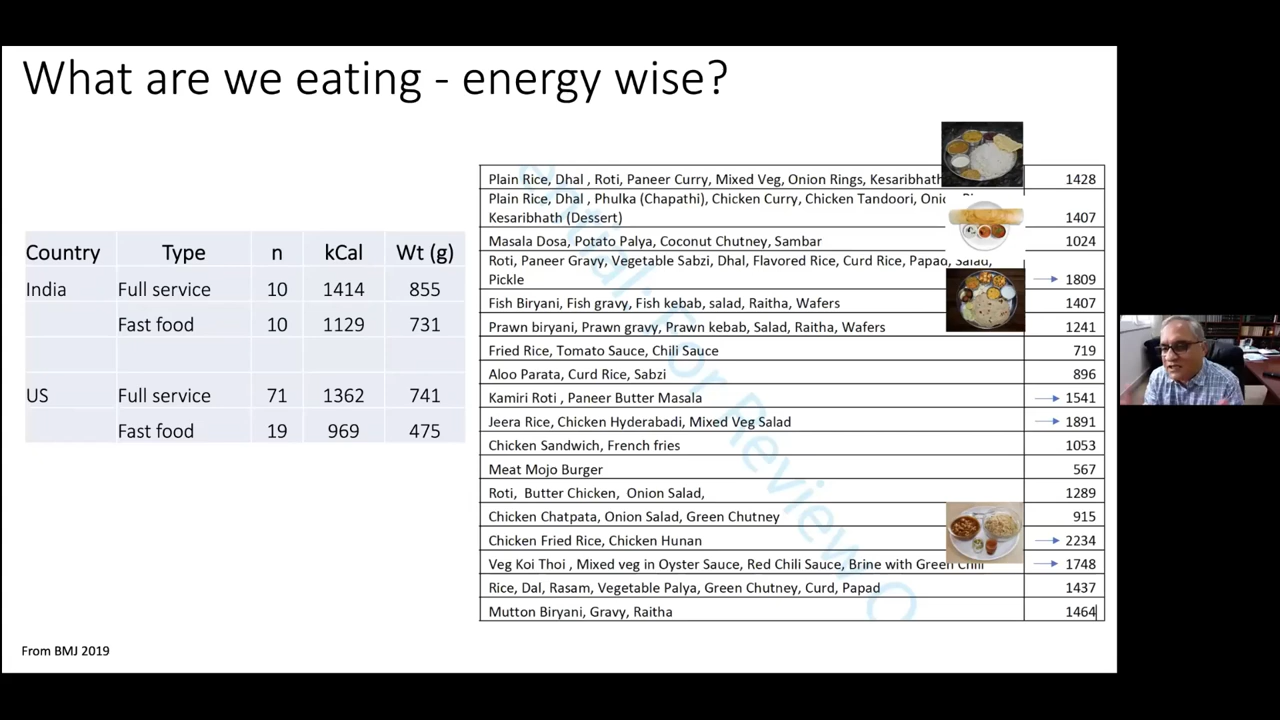 What are we eating - energy wise?
Country Type n kCal Wt (g)
India Full service 10 1414 855
Fast food 10 1129 731
US Full service 71 1362 741
Fast food 19 969 475
Plain Rice, Dhal , Roti, Paneer Curry, Mixed Veg, Onion Rings, Kesaribhath 1428
Plain Rice, Dhal , Phulka (Chapathi), Chicken Curry, Chicken Tandoori,
Kesaribhath (Dessert) 1407
Masala Dosa, Potato Palya, Coconut Chutney, Sambar 1024
Roti, Paneer Gravy, Vegetable Sabzi, Dhal, Flavored Rice, Curd Rice, Papad, Salad,
Pickle 1809
Fish Biryani, Fish gravy, Fish kebab, salad, Raitha, Wafers 1407
Prawn biryani, Prawn gravy, Prawn kebab, Salad, Raitha, Wafers 1241
Fried Rice, Tomato Sauce, Chili Sauce 719
Aloo Parata, Curd Rice, Sabzi 896
Kamiri Roti , Paneer Butter Masala 1541
Jeera Rice, Chicken Hyderabadi, Mixed Veg Salad 1891
Chicken Sandwich, French fries 1053
Meat Mojo Burger 567
Roti, Butter Chicken, Onion Salad, 1289
Chicken Chatpata, Onion Salad, Green Chutney 915
Chicken Fried Rice, Chicken Hunan 2234
Veg Koi Thoi , Mixed veg in Oyster Sauce, Red Chili Sauce, Brine with Green Chili 1748
Rice, Dal, Rasam, Vegetable Palya, Green Chutney, Curd, Papad 1437
Mutton Biryani, Gravy, Raitha 1464
For Review
From BMJ 2019